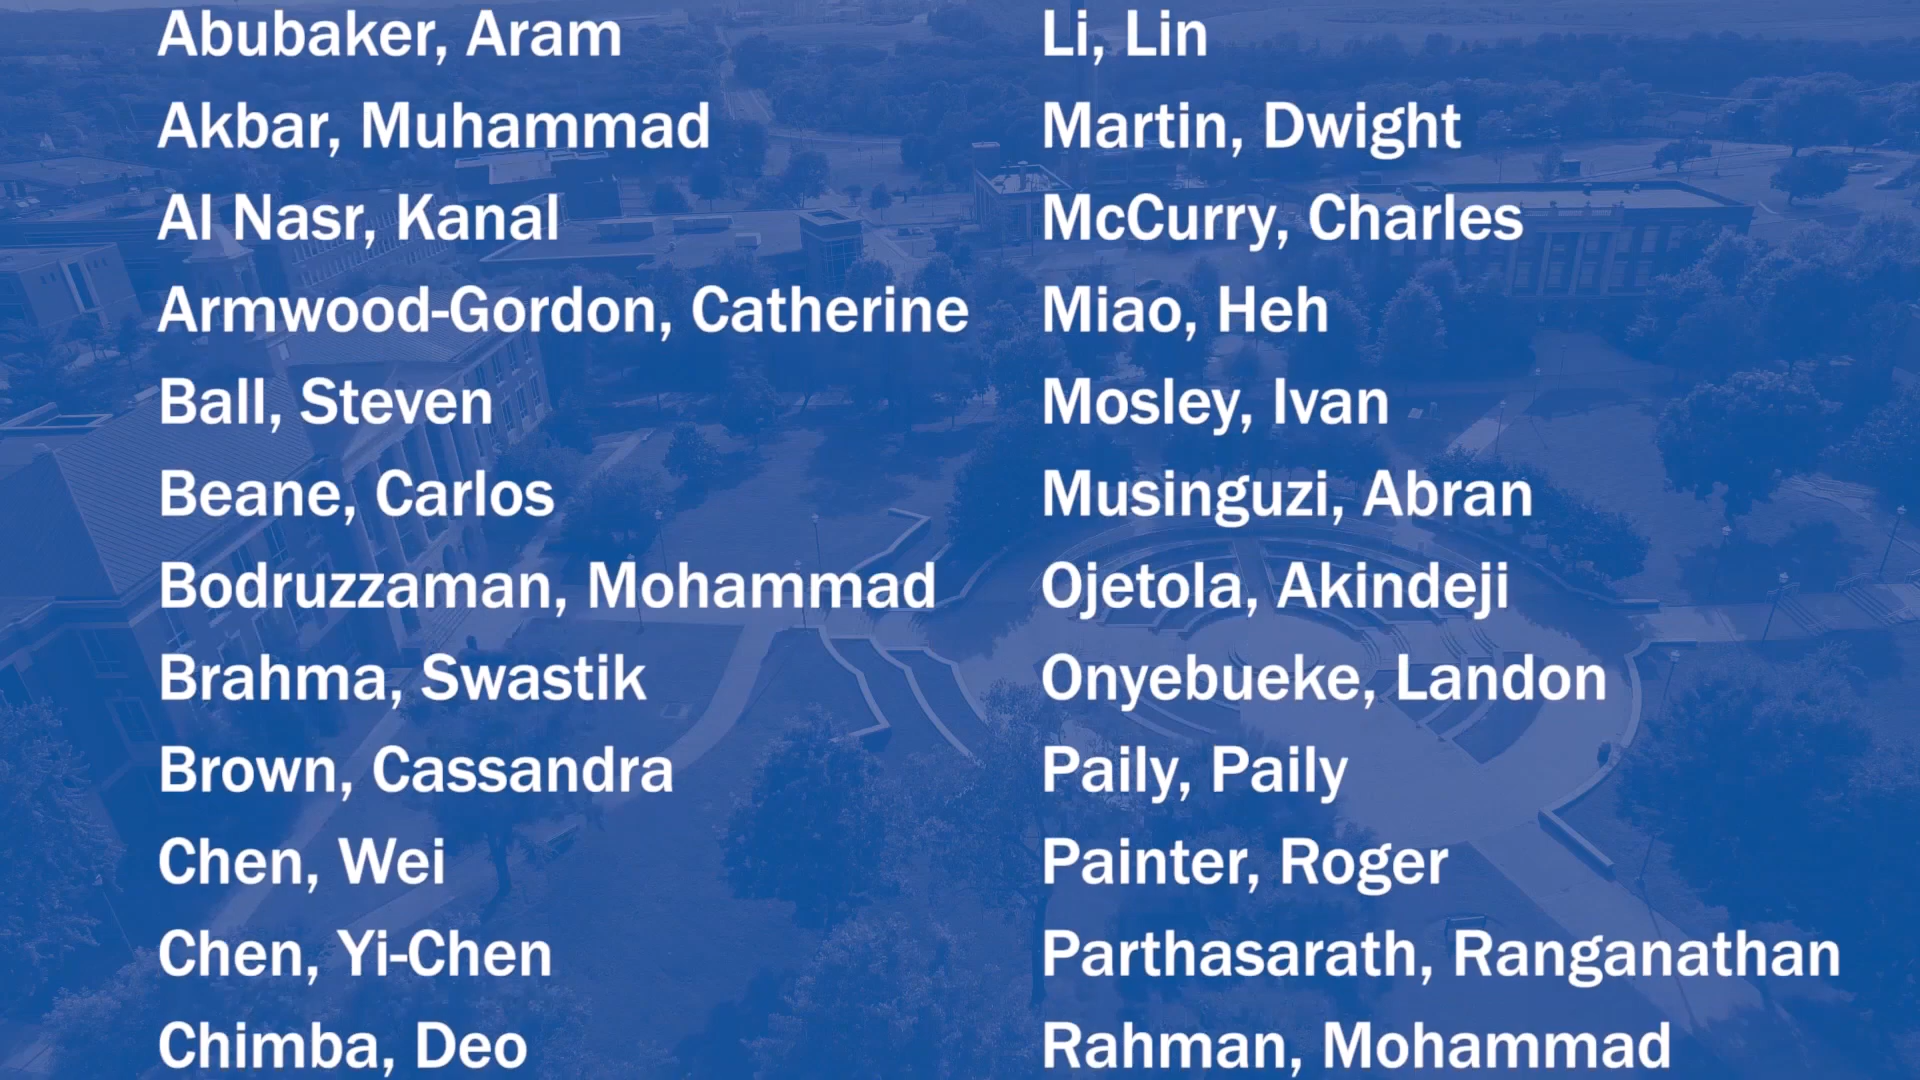 Abubaker, Aram
Akbar, Muhammad
Al Nasr, Kanal
Armwood-Gordon, Catherine
Ball, Steven
Beane, Carlos
Bodruzzaman, Mohammad
Brahma, Swastik
Brown, Cassandra
Chen, Wei
Chen, Yi-Chen
Chimba, Deo
Li, Lin
Martin, Dwight
McCurry, Charles
Miao, Heh
Mosley, Ivan
Musinguzi, Abran
Ojetola, Akindeji
Onyebueke, Landon
Paily, Paily
Painter, Roger
Parthasarath, Ranganathan
Rahman, Mohammad